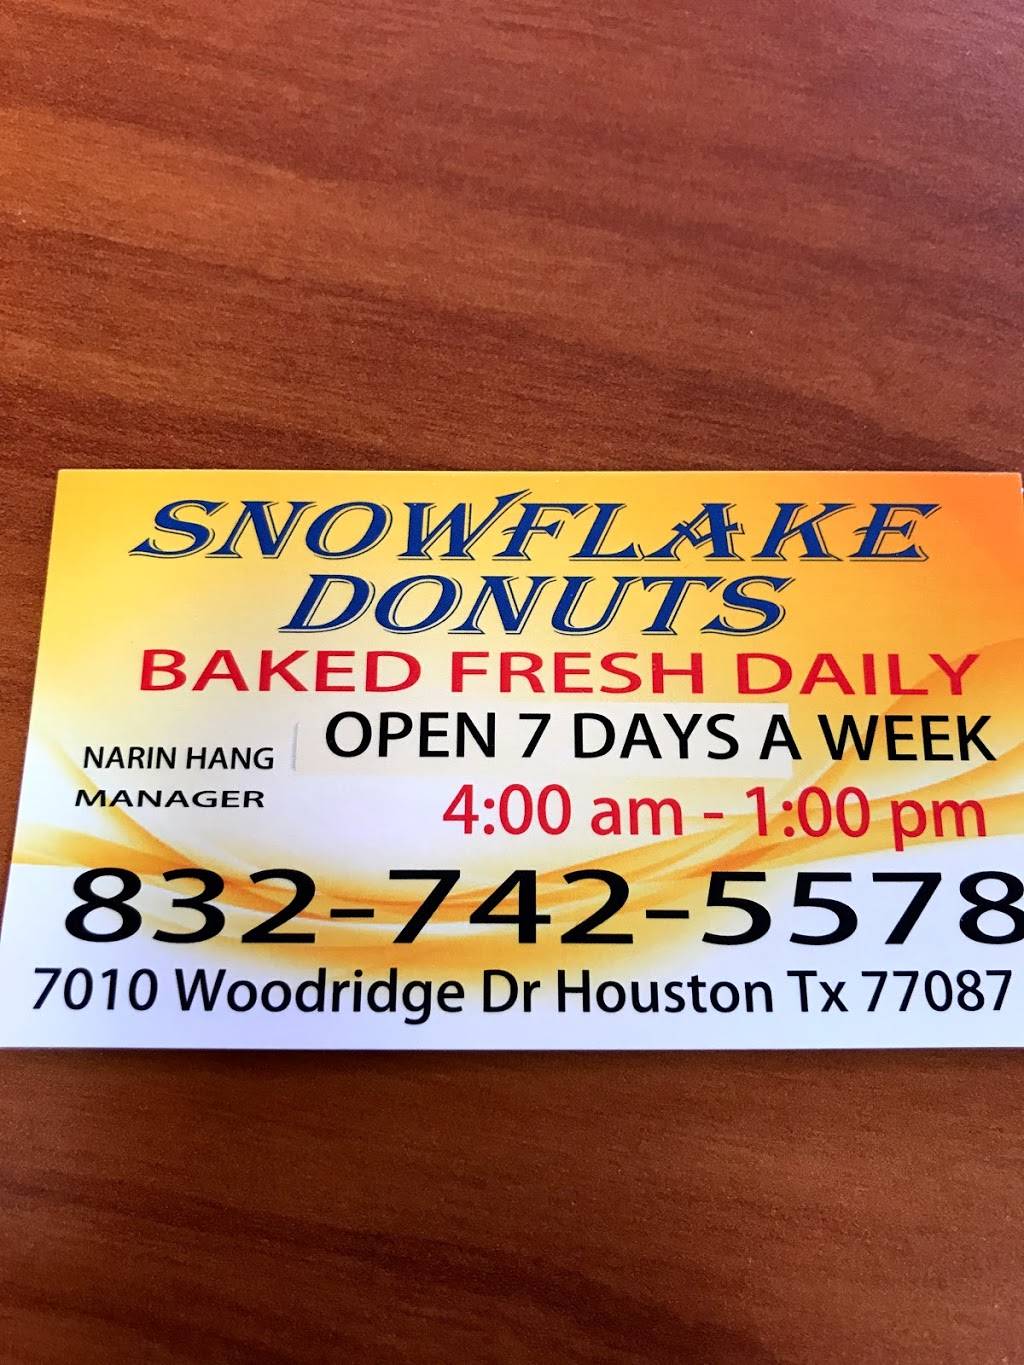 SNOWFLAKE
DONUTS
BAKED FRESH DAILY
OPEN 7 DAYS A WEEK
NARIN HANG
MANAGER
4:00 am - 1:00 pm
832-742-5578
7010 Woodridge Dr Houston Tx 77087